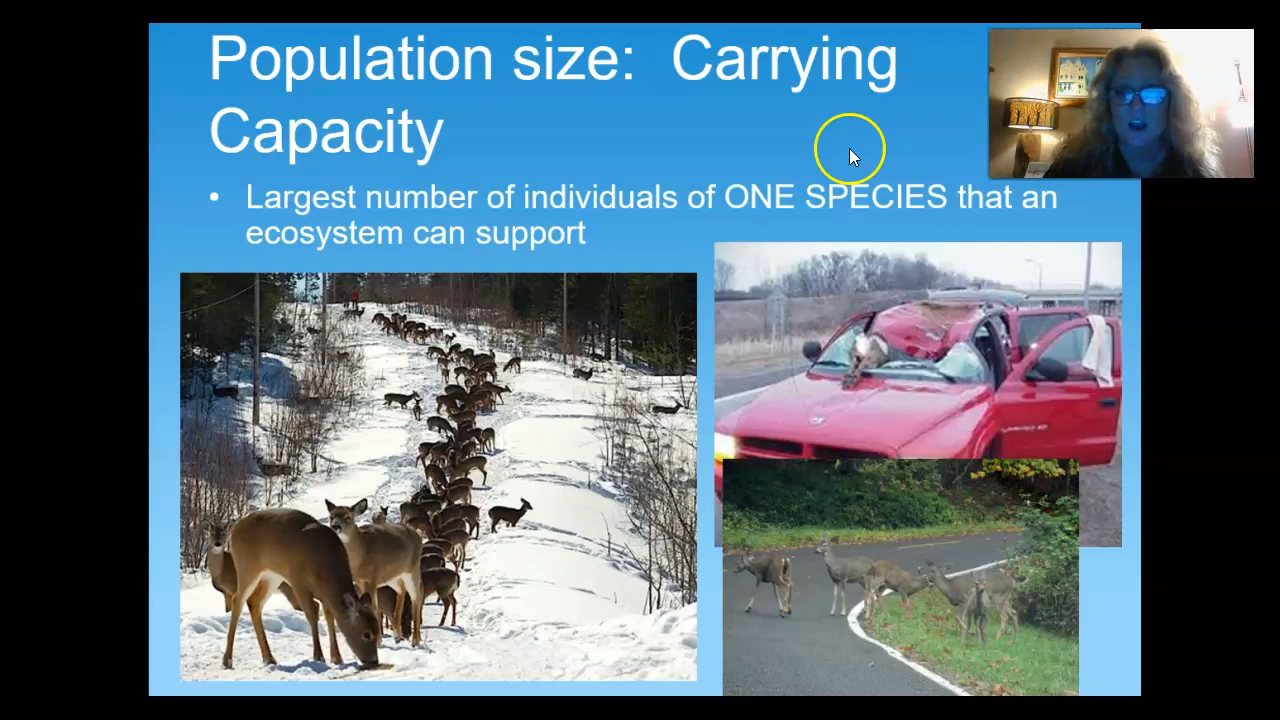 Population size:  Carrying
Capacity
• Largest number of individuals of ONE SPECIES that an
ecosystem can support